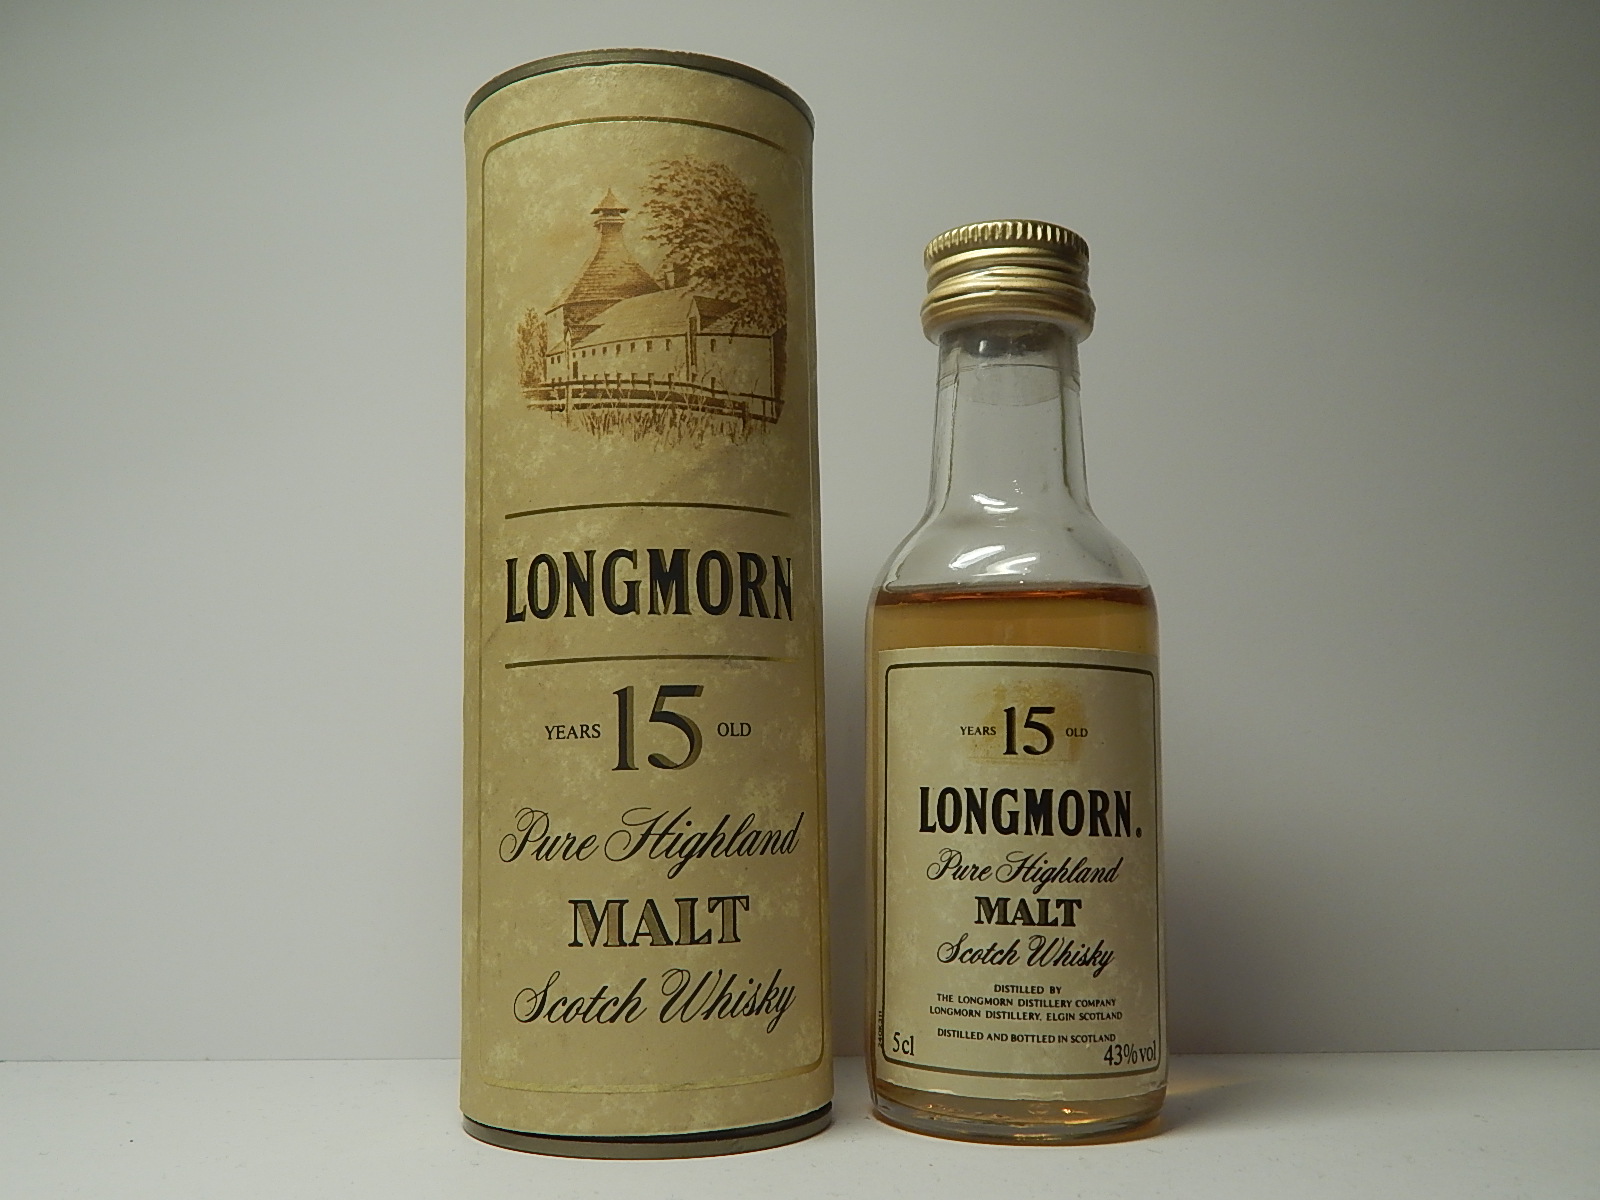 LONGMORN
YEARS 15 OLD
Pure Highland
MALT
Scotch Whisky
YEARS 15 OLD
LONGMORN®
Pure Highland
MALT
Scotch Whisky
DISTILLED BY
THE LONGMORN DISTILLERY COMPANY
LONGMORN DISTILLERY, ELGIN SCOTLAND
DISTILLED AND BOTTLED IN SCOTLAND
5cl 43%vol